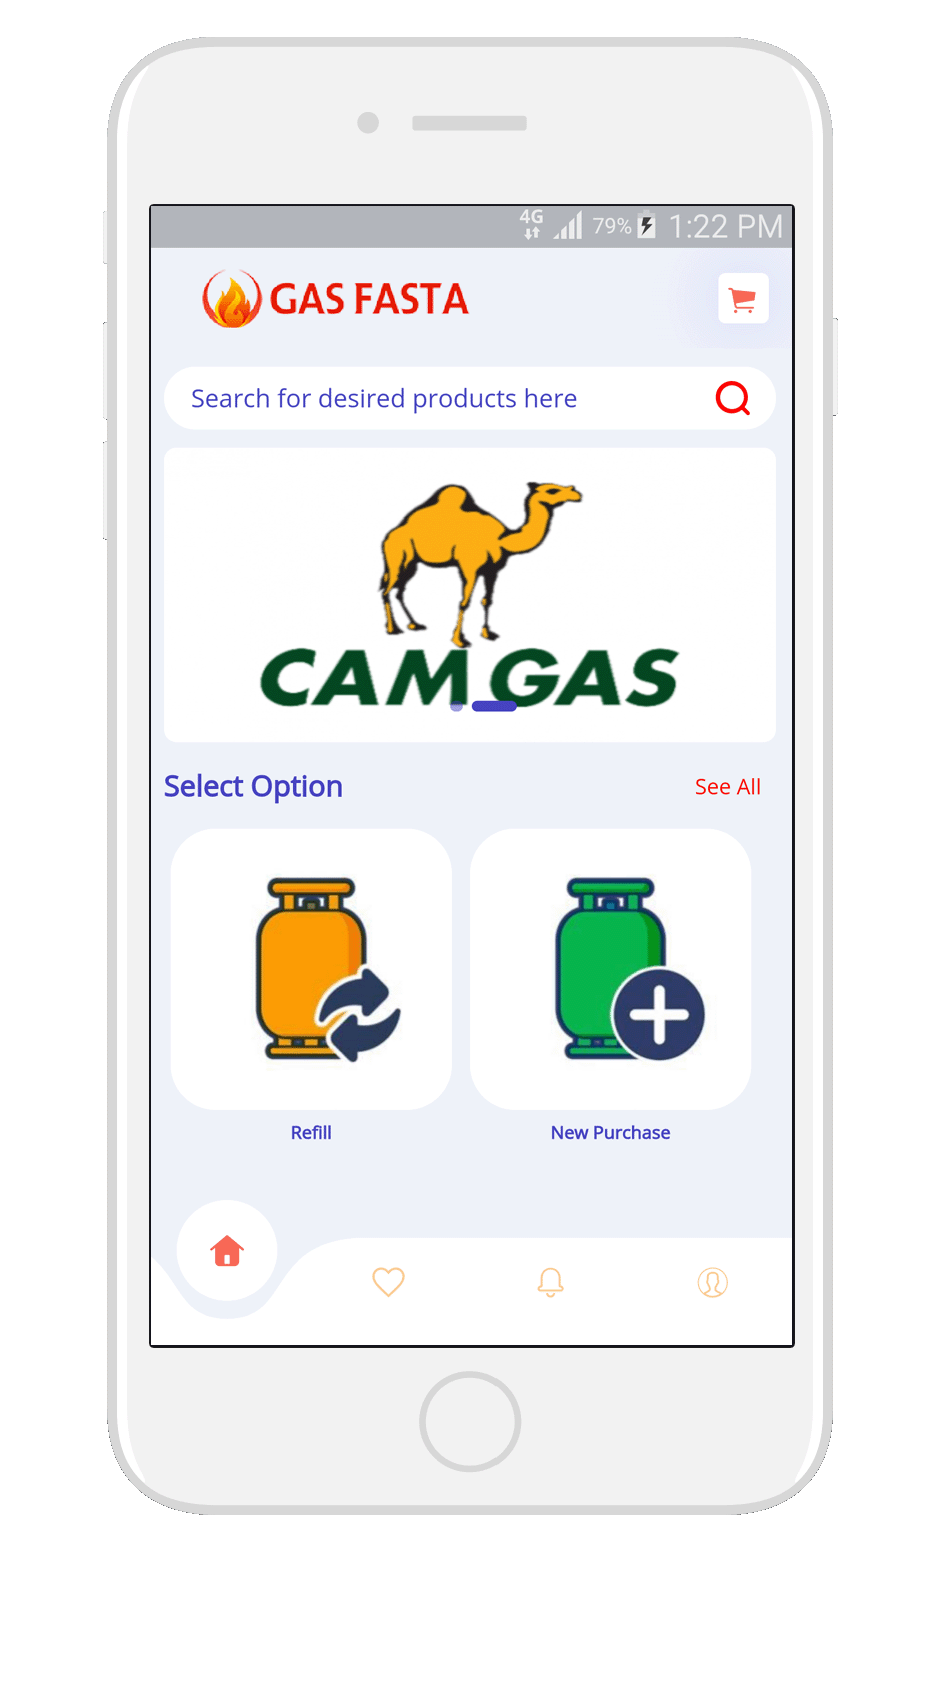 4G 79% 1:22 PM
GAS FASTA
Search for desired products here
CAM GAS
Select Option See All
Refill New Purchase